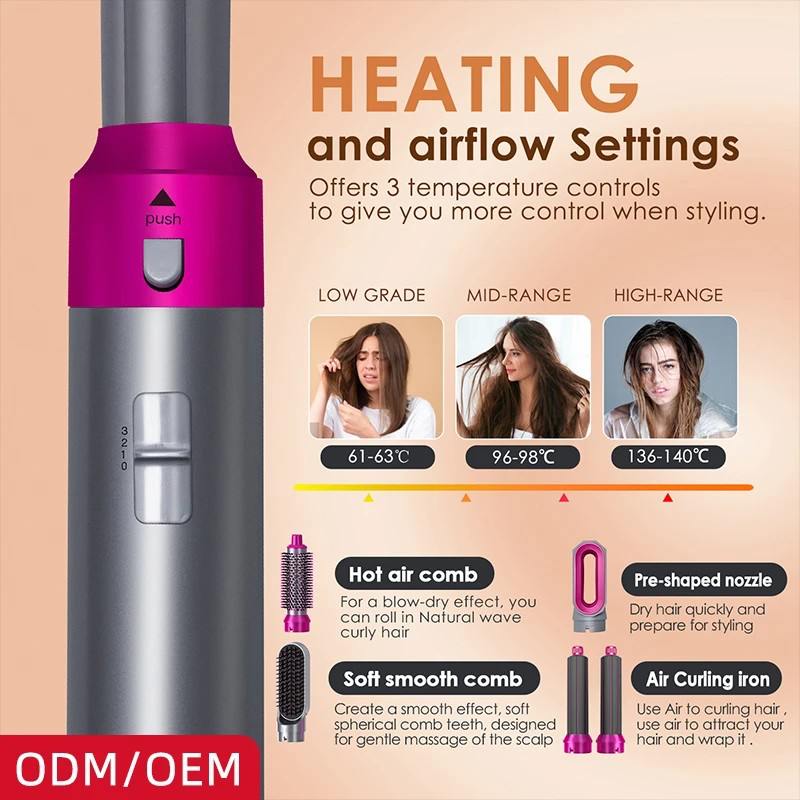 HEATING
and airflow Settings
Offers 3 temperature controls
to give you more control when styling.
push
LOW GRADE
MID-RANGE
HIGH-RANGE
61-63℃
96-98℃
136-140℃
3
2
1
0
Hot air comb
For a blow-dry effect, you
can roll in Natural wave
curly hair
Pre-shaped nozzle
Dry hair quickly and
prepare for styling
Soft smooth comb
Create a smooth effect, soft
spherical comb teeth, designed
for gentle massage of the scalp
Air Curling iron
Use Air to curling hair ,
use air to attract your
hair and wrap it .
ODM/OEM